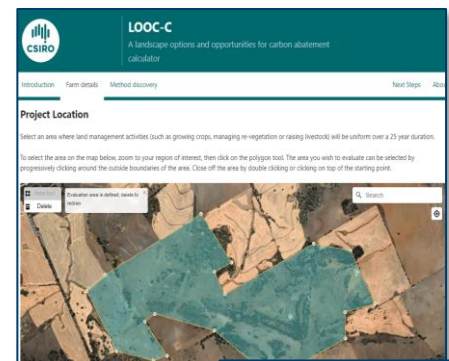 CSIRO
LOOC-C
A landscape options and opportunities for carbon abatement
calculator
Introduction Farm details Method discovery Next Steps Abou
Project Location
Select an area where land management activities (such as growing crops, managing re-vegetation or raising livestock) will be uniform over a 25 year duration.
To select the area on the map below, zoom to your region of interest, then click on the polygon tool. The area you wish to evaluate can be selected by
progressively clicking around the outside boundaries of the area. Close off the area by double clicking or clicking on top of the starting point.
Evaluation area is defined, delete to
redraw
Delete
Search